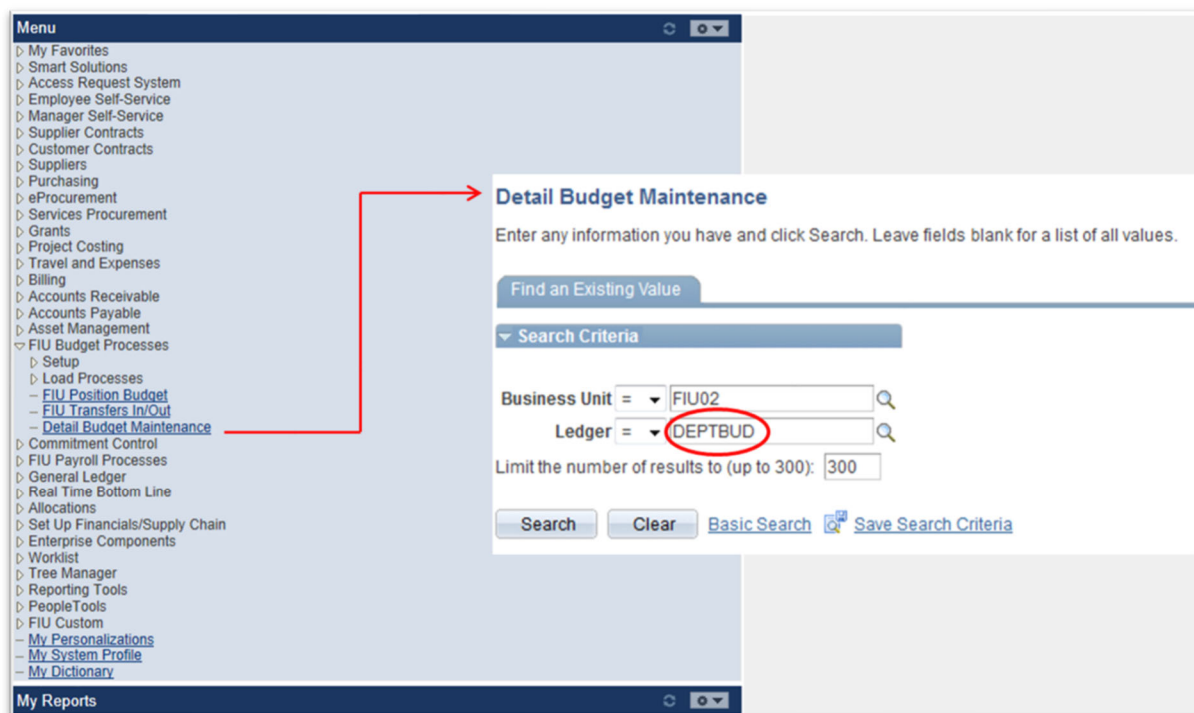 Menu
My Favorites
Smart Solutions
Access Request System
Employee Self-Service
Manager Self-Service
Supplier Contracts
Customer Contracts
Suppliers
Purchasing
eProcurement
Services Procurement
Grants
Project Costing
Travel and Expenses
Billing
Accounts Receivable
Accounts Payable
Asset Management
FIU Budget Processes
Setup
Load Processes
FIU Position Budget
FIU Transfers In/Out
Detail Budget Maintenance
Commitment Control
FIU Payroll Processes
General Ledger
Real Time Bottom Line
Allocations
Set Up Financials/Supply Chain
Enterprise Components
Worklist
Tree Manager
Reporting Tools
PeopleTools
FIU Custom
My Personalizations
My System Profile
My Dictionary
My Reports
Detail Budget Maintenance
Enter any information you have and click Search. Leave fields blank for a list of all values.
Find an Existing Value
Search Criteria
Business Unit = FIU02
Ledger = DEPTBUD
Limit the number of results to (up to 300): 300
Search Clear Basic Search Save Search Criteria